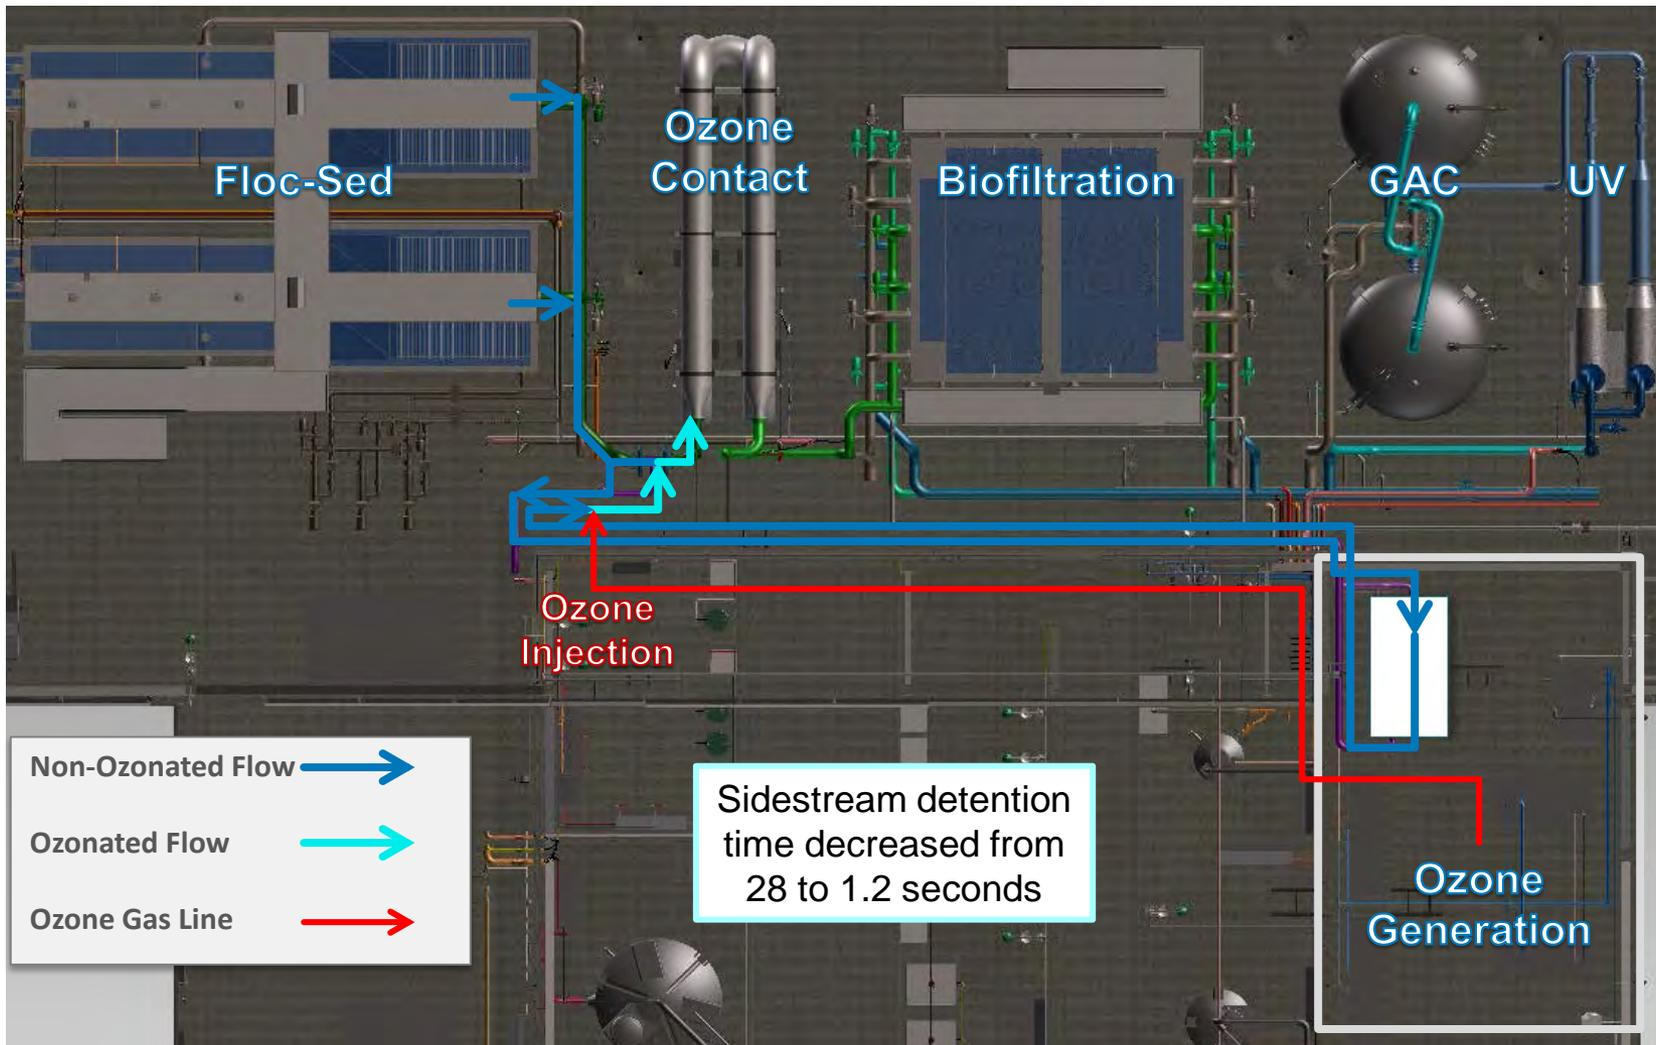 Ozone
Contact
Floc-Sed
Biofiltration
GAC
UV
Ozone
Injection
Non-Ozonated Flow
Ozonated Flow
Ozone Gas Line
Sidestream detention
time decreased from
28 to 1.2 seconds
Ozone
Generation